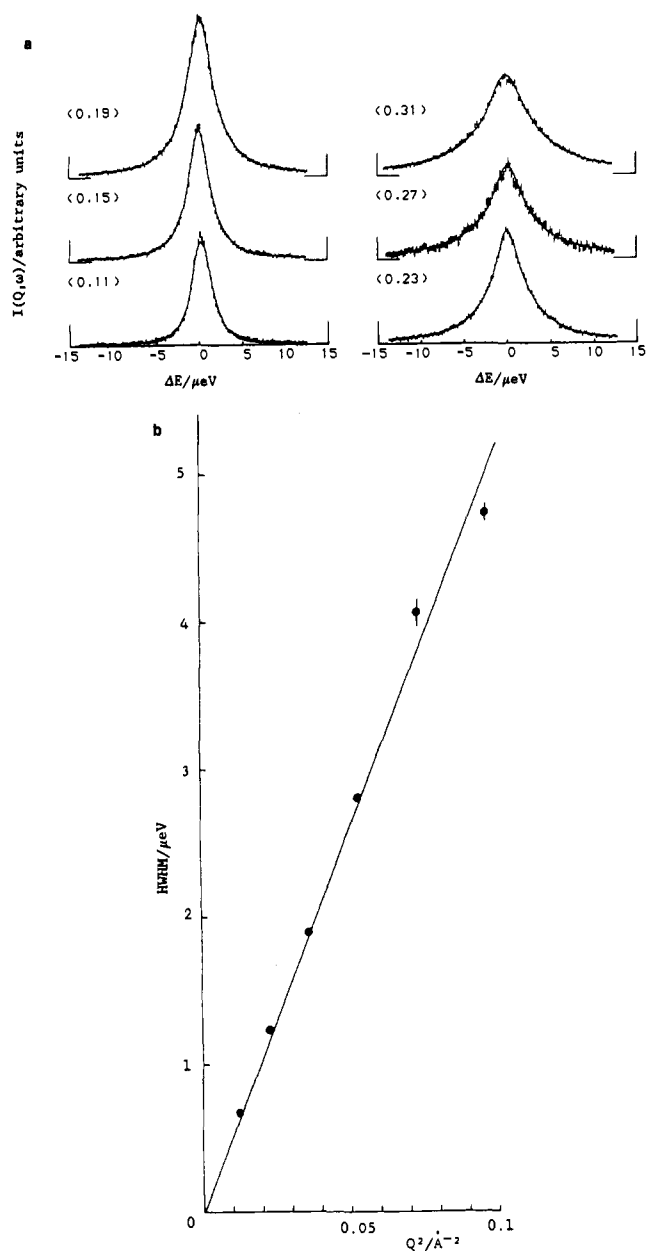 a
I(Q,ω)/arbitrary units
(0.19)
(0.15)
(0.11)
-15 -10 -5 0 5 10 15
ΔE/μeV
(0.31)
(0.27)
(0.23)
-15 -10 -5 0 5 10 15
ΔE/μeV
b
HWHM/μeV
5
4
3
2
1
0
0.05
0.1
Q²/Å⁻²